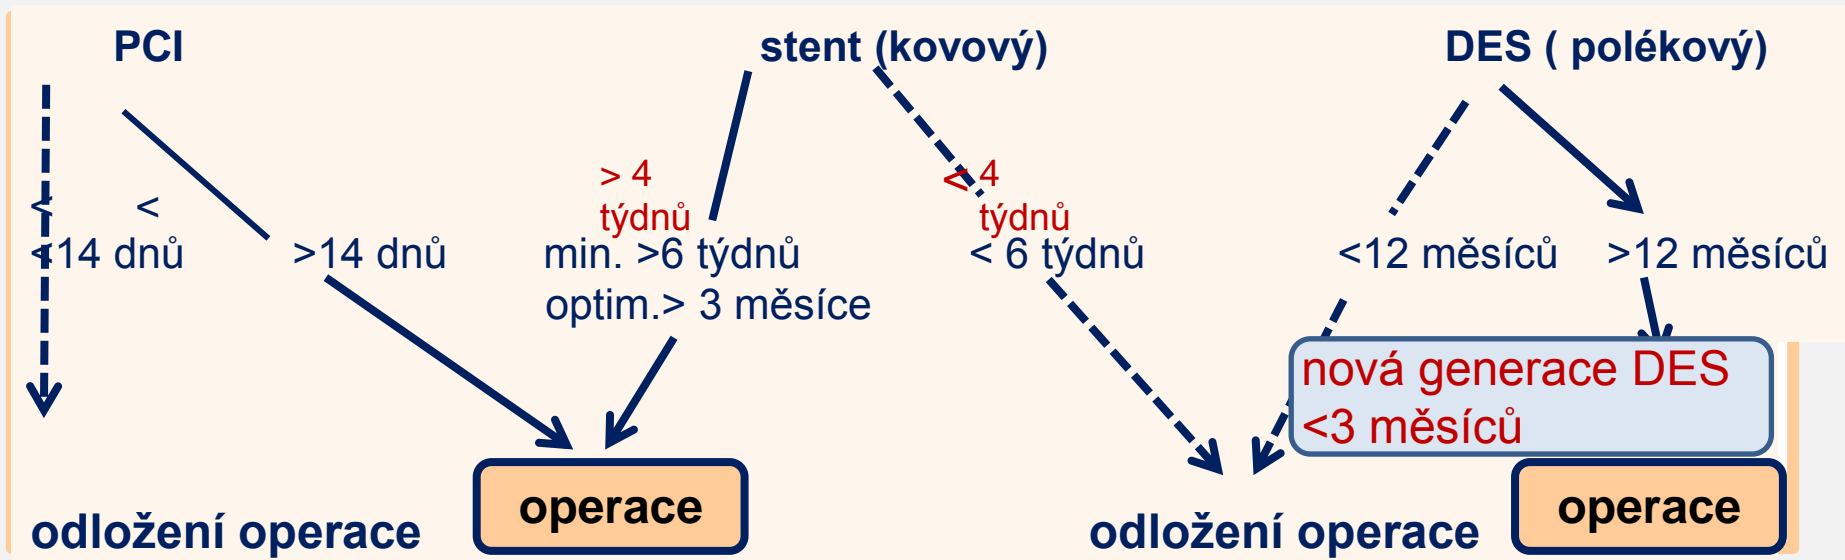 PCI
stent (kovový)
DES ( polékový)
> 4
týdnů
< 4
týdnů
< <
<14 dnů
>14 dnů
min. >6 týdnů
optim.> 3 měsíce
< 6 týdnů
<12 měsíců
>12 měsíců
nová generace DES
<3 měsíců
operace
odložení operace
odložení operace
operace